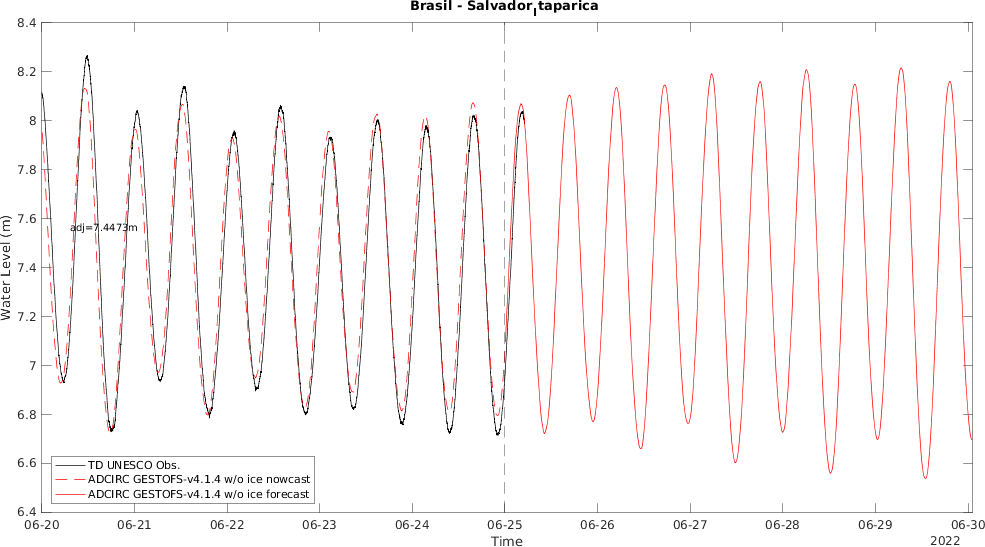 Brasil - Salvador_Itaparica
8.4
8.2
8
7.8
7.6
7.4
7.2
7
6.8
6.6
6.4
Water Level (m)
adj=7.4473m
TD UNESCO Obs.
ADCIRC GESTOFS-v4.1.4 w/o ice nowcast
ADCIRC GESTOFS-v4.1.4 w/o ice forecast
06-20 06-21 06-22 06-23 06-24 06-25 06-26 06-27 06-28 06-29 06-30
Time
2022